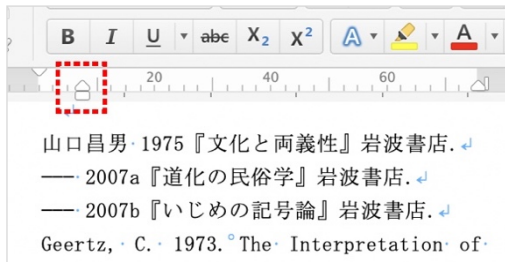 B I U abc X₂ X² A A
20 40 60
山口昌男 1975『文化と両義性』岩波書店.
―― 2007a『道化の民俗学』岩波書店.
―― 2007b『いじめの記号論』岩波書店.
Geertz, C. 1973. The Interpretation of